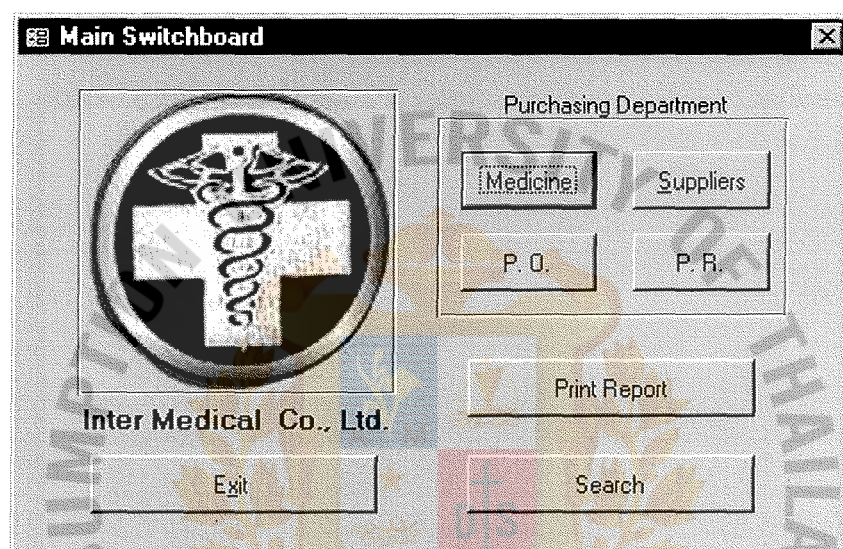 Main Switchboard
Purchasing Department
Medicine
Suppliers
P. O.
P. R.
Print Report
Inter Medical Co., Ltd.
Exit
Search